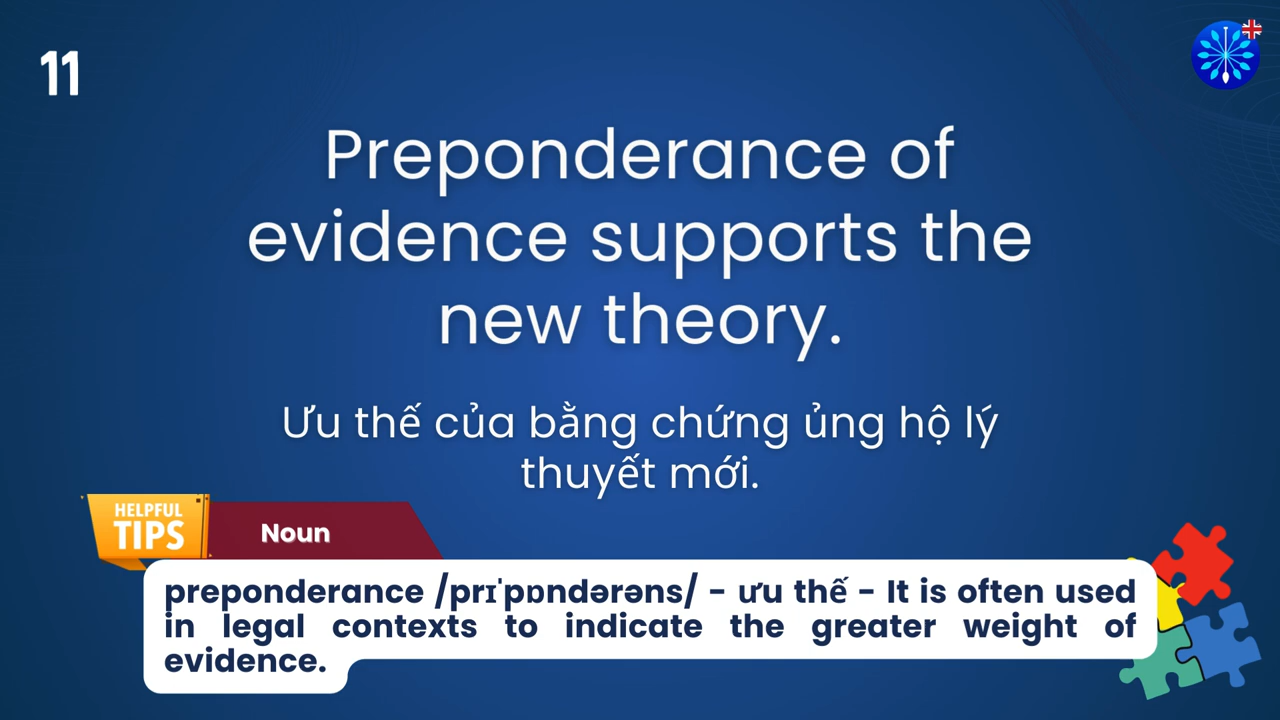 11
Preponderance of
evidence supports the
new theory.
Ưu thế của bằng chứng ủng hộ lý
thuyết mới.
HELPFUL
TIPS
Noun
preponderance /prɪˈpɒndərəns/ - ưu thế - It is often used
in legal contexts to indicate the greater weight of
evidence.